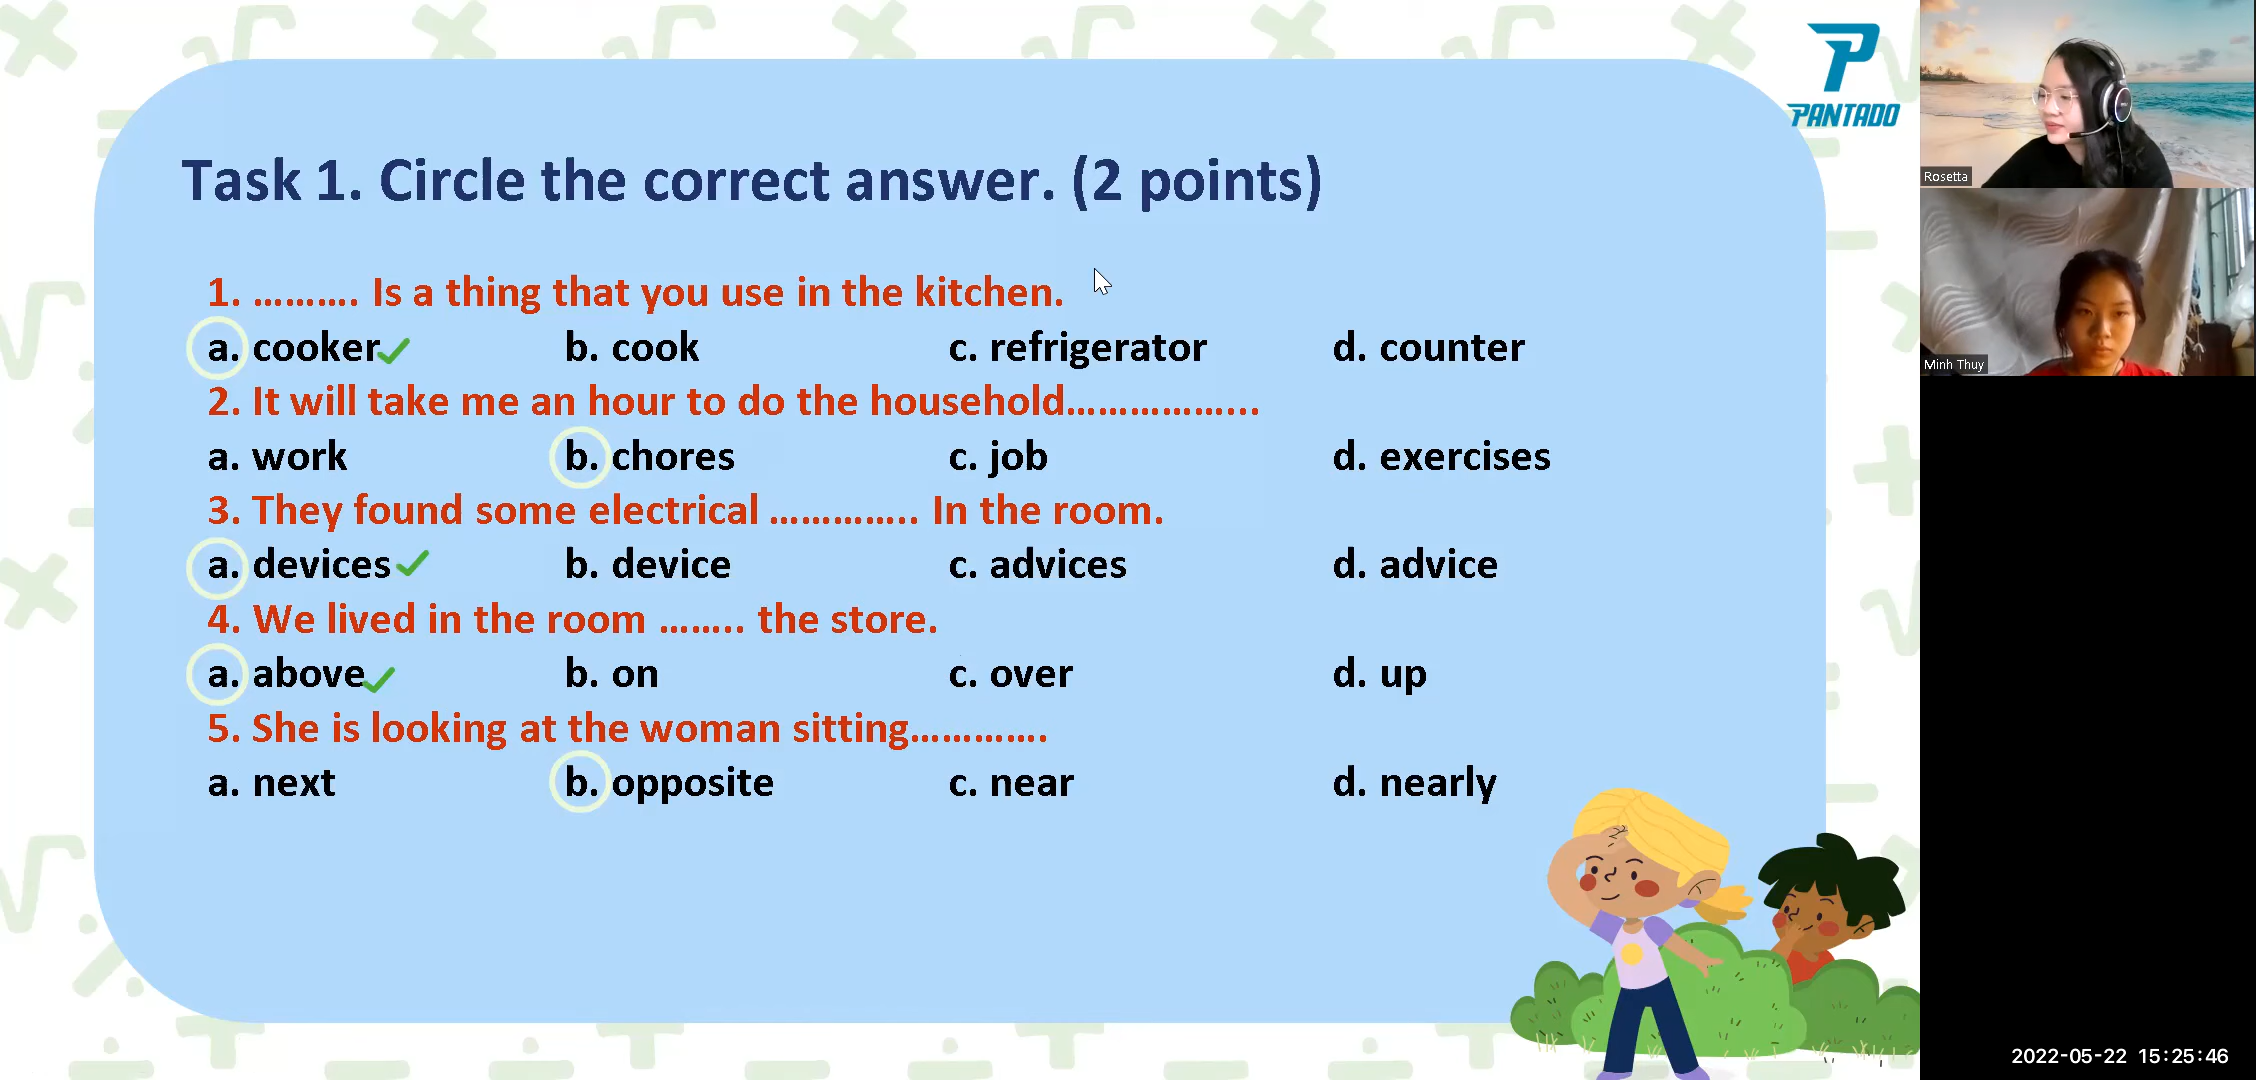 PANTADO
Task 1. Circle the correct answer. (2 points)
1. .......... Is a thing that you use in the kitchen.
a. cooker b. cook c. refrigerator d. counter
2. It will take me an hour to do the household..................
a. work b. chores c. job d. exercises
3. They found some electrical .............. In the room.
a. devices b. device c. advices d. advice
4. We lived in the room ........ the store.
a. above b. on c. over d. up
5. She is looking at the woman sitting.............
a. next b. opposite c. near d. nearly
Rosetta
Minh Thuy
2022-05-22 15:25:46